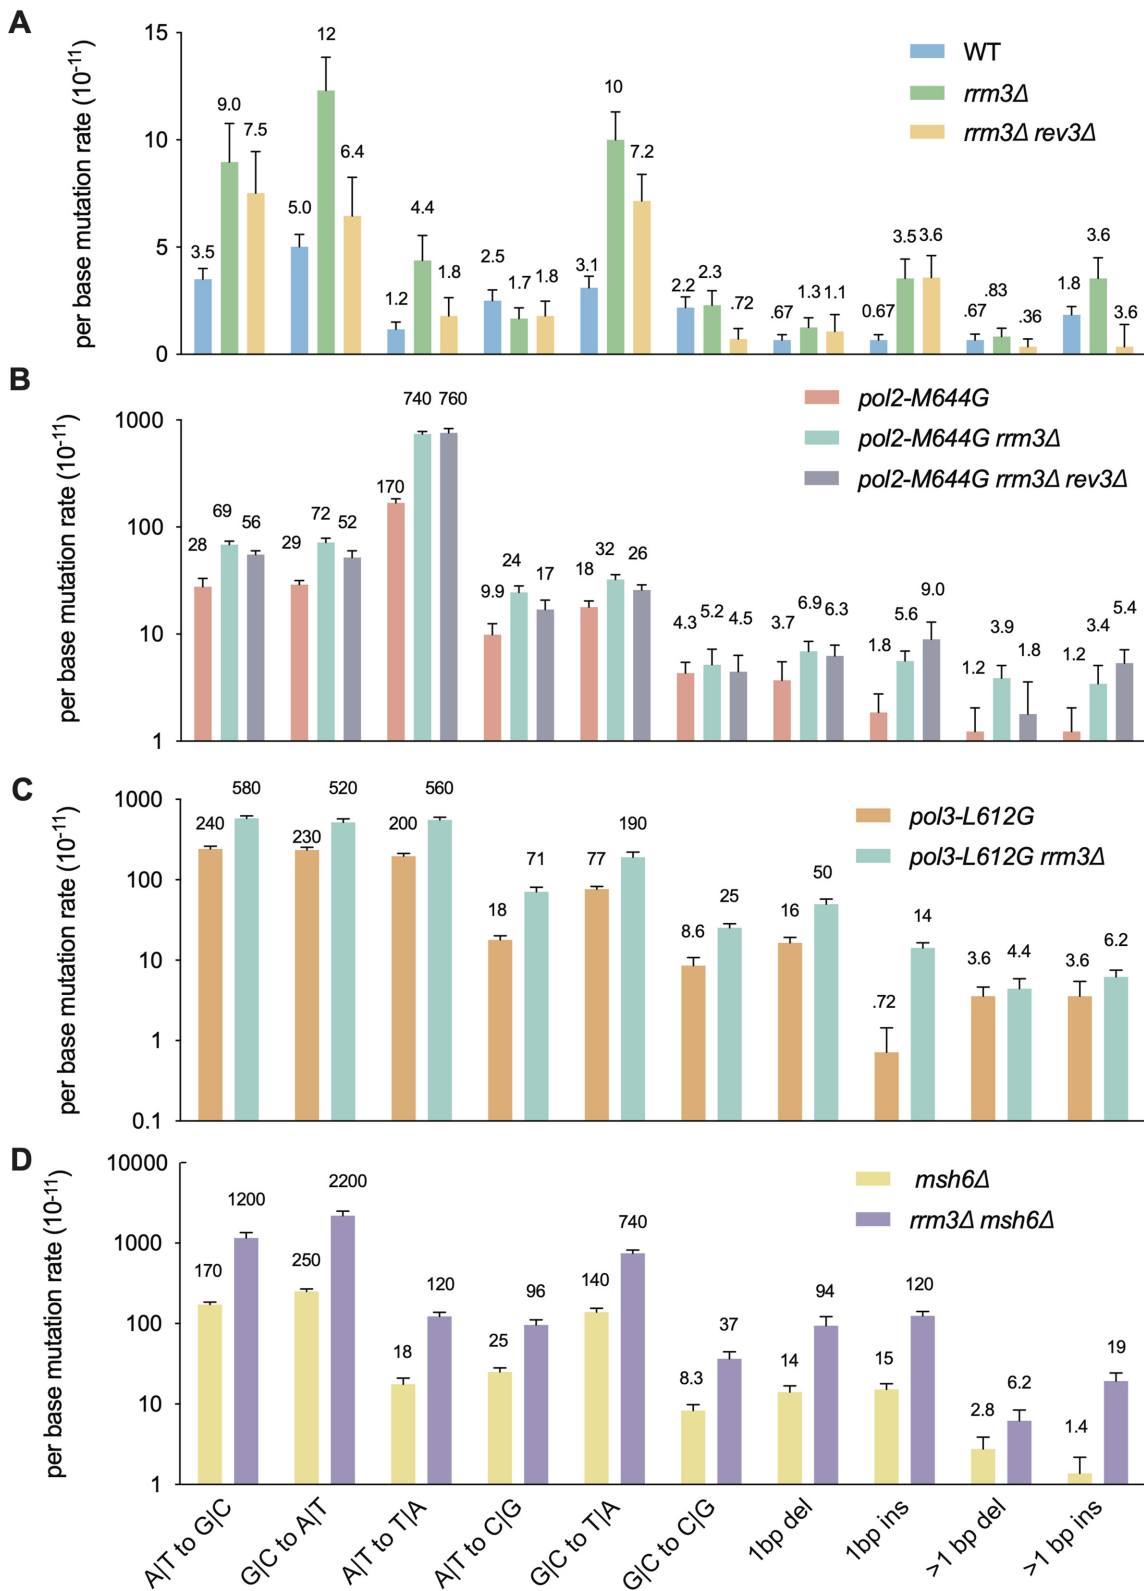 A
per base mutation rate (10⁻¹¹)
15
10
5
0
WT
rrm3Δ
rrm3Δ rev3Δ
3.5 9.0 7.5
5.0 12 6.4
1.2 4.4 1.8
2.5 1.7 1.8
3.1 10 7.2
2.2 2.3 .72
.67 1.3 1.1
0.67 3.5 3.6
.67 .83 .36
1.8 3.6 3.6
B
per base mutation rate (10⁻¹¹)
1000
100
10
1
pol2-M644G
pol2-M644G rrm3Δ
pol2-M644G rrm3Δ rev3Δ
28 69 56
29 72 52
170 740 760
9.9 24 17
18 32 26
4.3 5.2 4.5
3.7 6.9 6.3
1.8 5.6 9.0
1.2 3.9 1.8
1.2 3.4 5.4
C
per base mutation rate (10⁻¹¹)
1000
100
10
1
0.1
pol3-L612G
pol3-L612G rrm3Δ
240 580
230 520
200 560
18 71
77 190
8.6 25
16 50
.72 14
3.6 4.4
3.6 6.2
D
per base mutation rate (10⁻¹¹)
10000
1000
100
10
1
msh6Δ
rrm3Δ msh6Δ
170 1200
250 2200
18 120
25 96
140 740
8.3 37
14 94
15 120
2.8 6.2
1.4 19
A|T to G|C
G|C to A|T
A|T to T|A
A|T to C|G
G|C to T|A
G|C to C|G
1bp del
1bp ins
>1 bp del
>1 bp ins